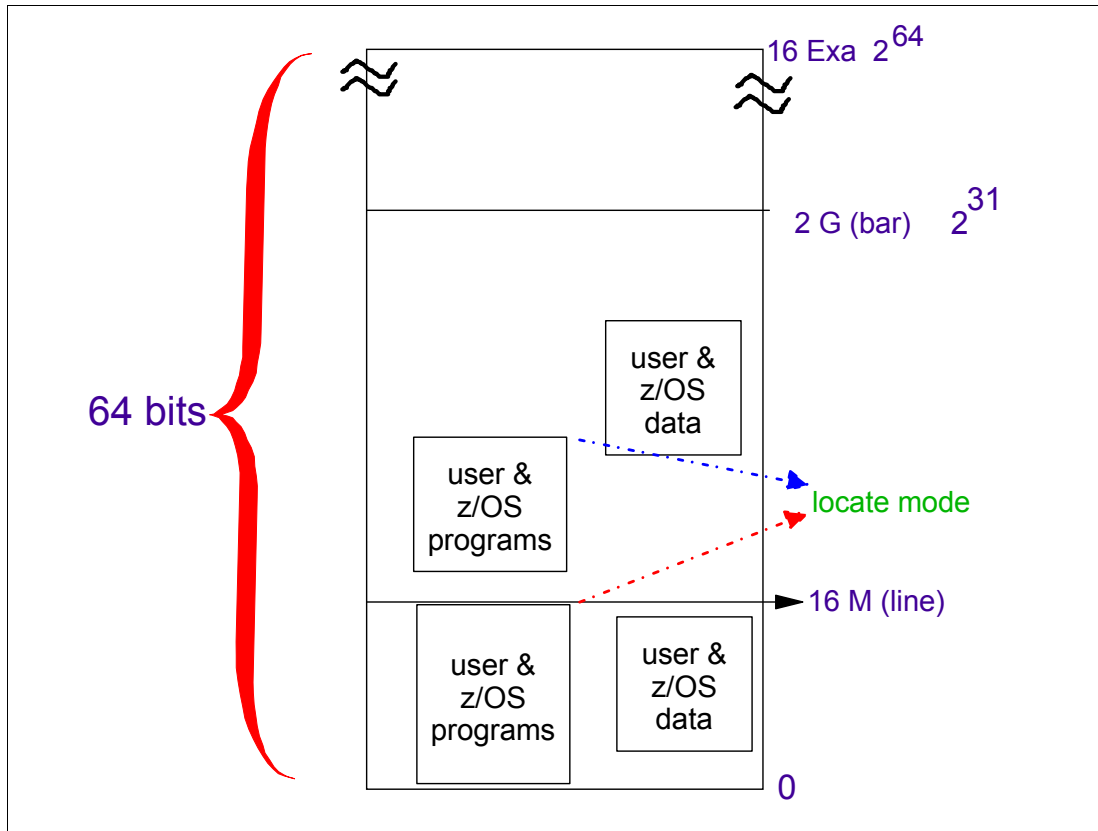 16 Exa 2^64
2 G (bar) 2^31
user &
z/OS
data
64 bits
user &
z/OS
programs
locate mode
16 M (line)
user &
z/OS
programs
user &
z/OS
data
0